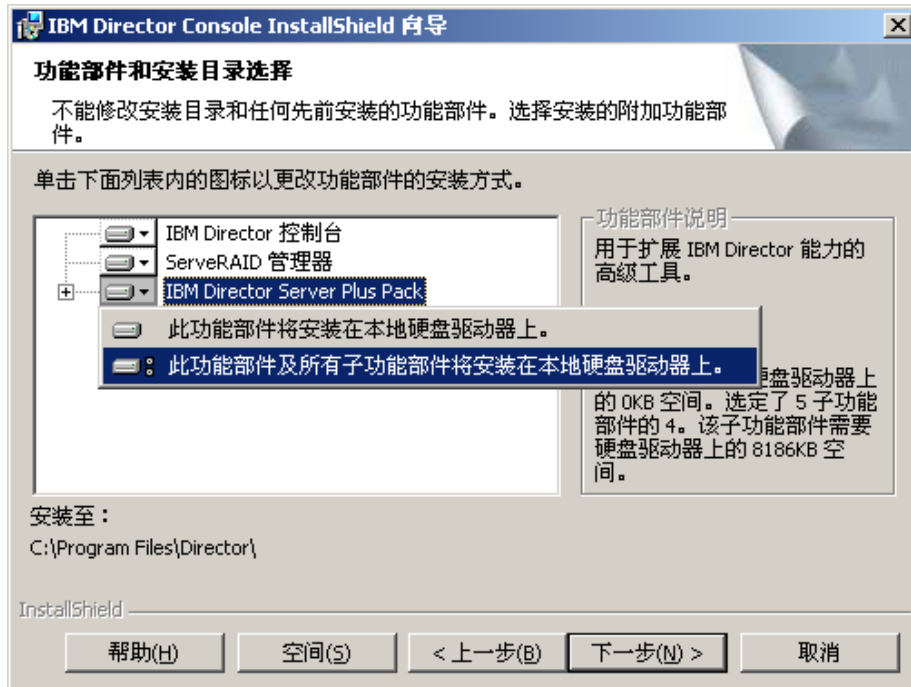 IBM Director Console InstallShield 向导
功能部件和安装目录选择
不能修改安装目录和任何先前安装的功能部件。选择安装的附加功能部
件。
单击下面列表内的图标以更改功能部件的安装方式。
IBM Director 控制台
ServeRAID 管理器
IBM Director Server Plus Pack
此功能部件将安装在本地硬盘驱动器上。
此功能部件及所有子功能部件将安装在本地硬盘驱动器上。
功能部件说明
用于扩展 IBM Director 能力的
高级工具。
硬盘驱动器上
的 0KB 空间。选定了 5 子功能
部件的 4。该子功能部件需要
硬盘驱动器上的 8186KB 空
间。
安装至：
C:\Program Files\Director\
InstallShield
帮助(H)
空间(S)
< 上一步(B)
下一步(N) >
取消